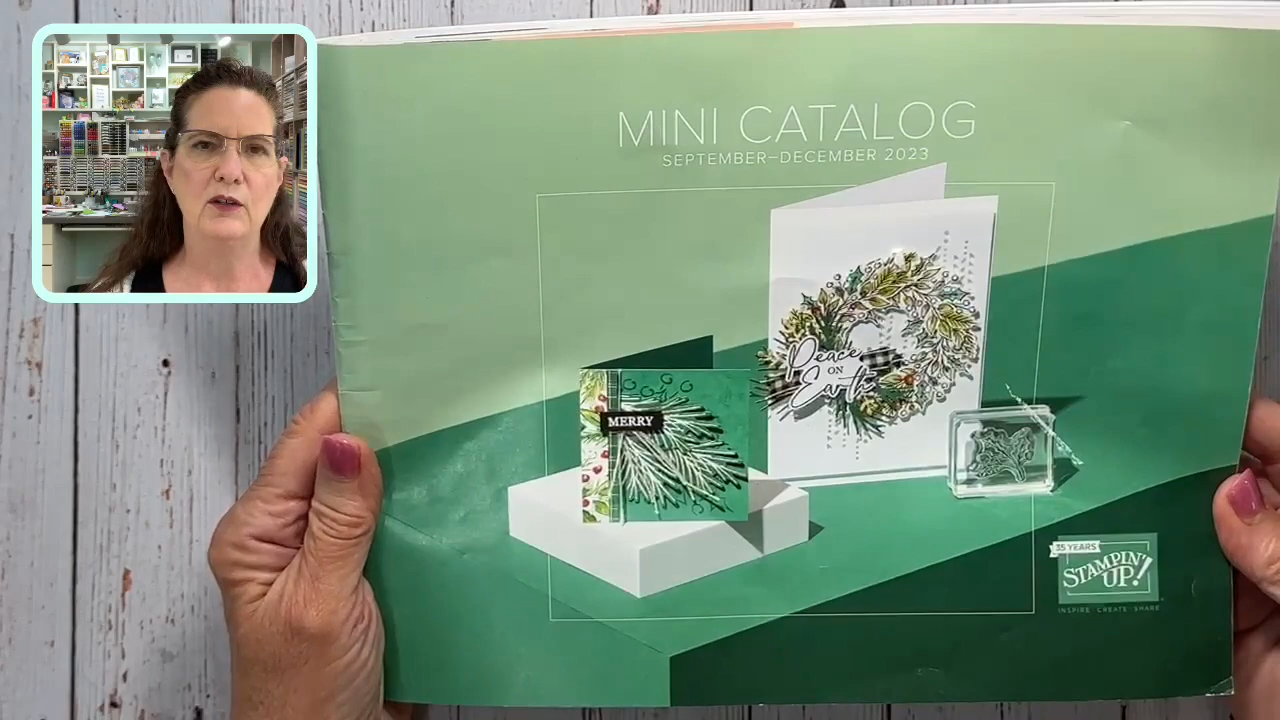 MINI CATALOG
SEPTEMBER–DECEMBER 2023
Peace
ON
Earth
MERRY
35 YEARS
STAMPIN'
UP!
INSPIRE · CREATE · SHARE